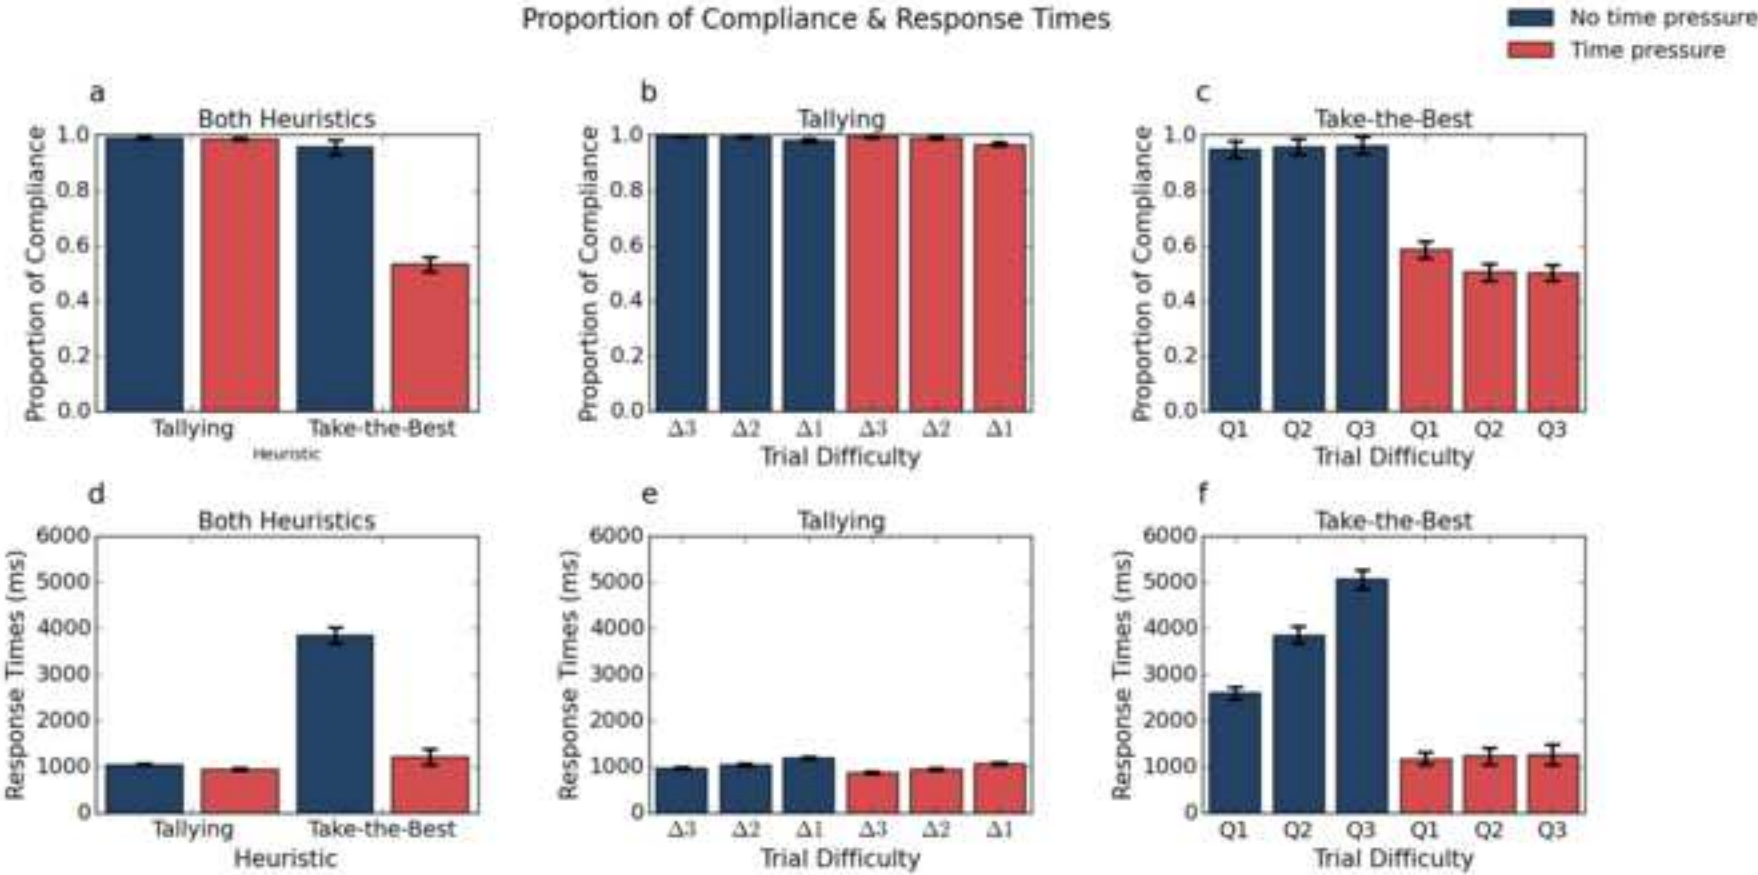 Proportion of Compliance & Response Times
No time pressure
Time pressure
a
Both Heuristics
Proportion of Compliance
1.0
0.8
0.6
0.4
0.2
0.0
Tallying Take-the-Best
Heuristic
b
Tallying
Proportion of Compliance
1.0
0.8
0.6
0.4
0.2
0.0
Δ3 Δ2 Δ1 Δ3 Δ2 Δ1
Trial Difficulty
c
Take-the-Best
Proportion of Compliance
1.0
0.8
0.6
0.4
0.2
0.0
Q1 Q2 Q3 Q1 Q2 Q3
Trial Difficulty
d
Both Heuristics
Response Times (ms)
6000
5000
4000
3000
2000
1000
0
Tallying Take-the-Best
Heuristic
e
Tallying
Response Times (ms)
6000
5000
4000
3000
2000
1000
0
Δ3 Δ2 Δ1 Δ3 Δ2 Δ1
Trial Difficulty
f
Take-the-Best
Response Times (ms)
6000
5000
4000
3000
2000
1000
0
Q1 Q2 Q3 Q1 Q2 Q3
Trial Difficulty